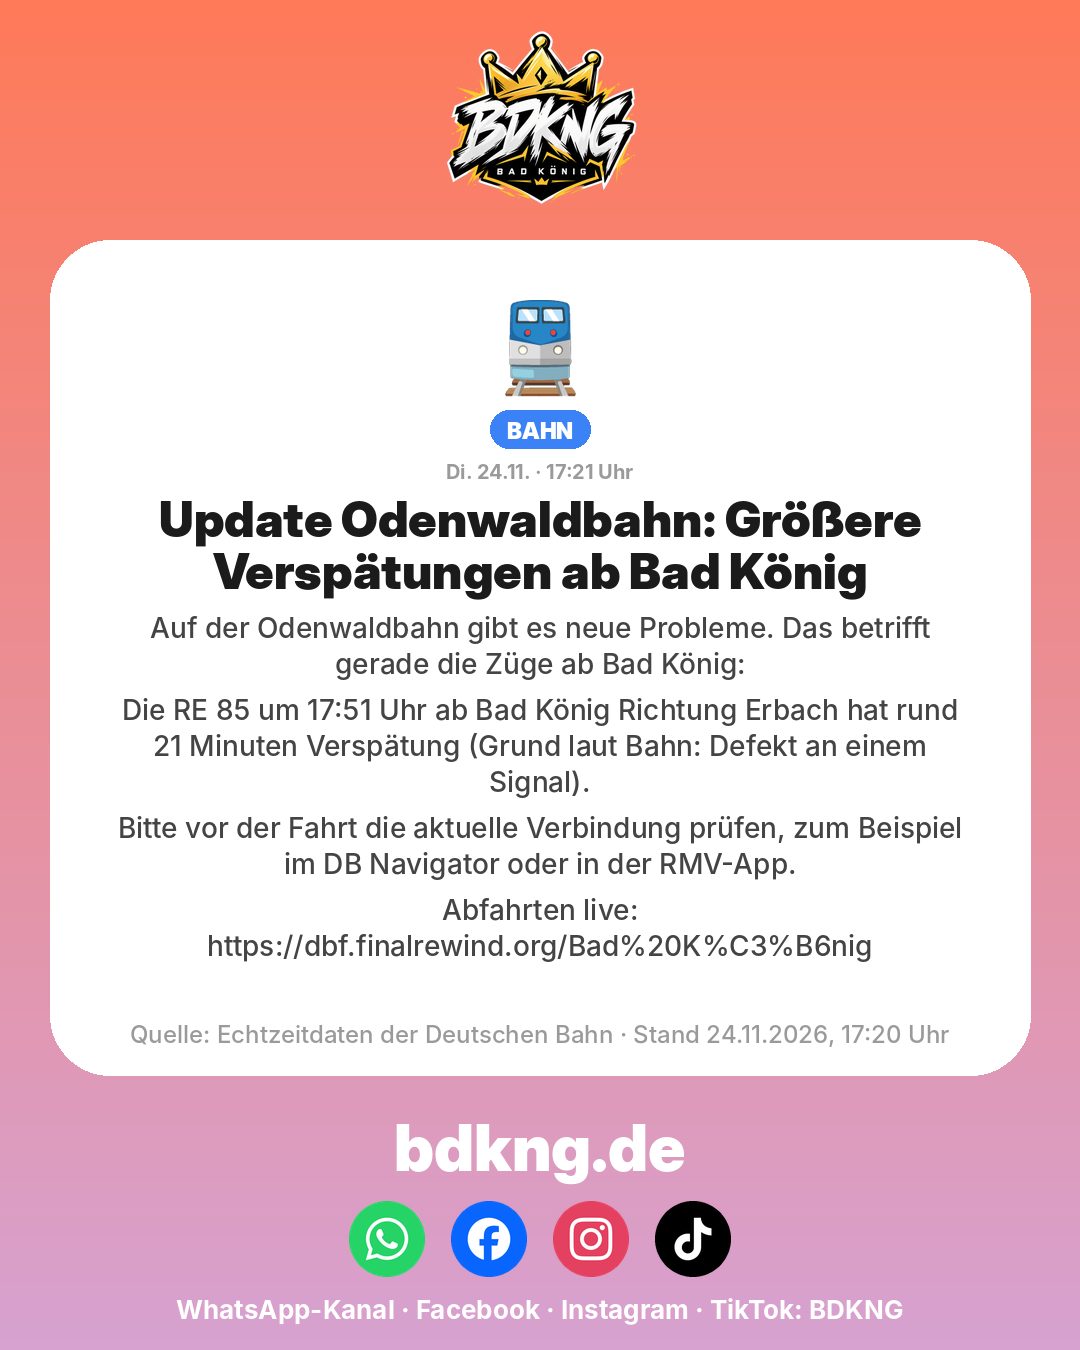 BDKNG
BAD KÖNIG
BAHN
Di. 24.11. · 17:21 Uhr
Update Odenwaldbahn: Größere
Verspätungen ab Bad König
Auf der Odenwaldbahn gibt es neue Probleme. Das betrifft
gerade die Züge ab Bad König:
Die RE 85 um 17:51 Uhr ab Bad König Richtung Erbach hat rund
21 Minuten Verspätung (Grund laut Bahn: Defekt an einem
Signal).
Bitte vor der Fahrt die aktuelle Verbindung prüfen, zum Beispiel
im DB Navigator oder in der RMV-App.
Abfahrten live:
https://dbf.finalrewind.org/Bad%20K%C3%B6nig
Quelle: Echtzeitdaten der Deutschen Bahn · Stand 24.11.2026, 17:20 Uhr
bdkng.de
WhatsApp-Kanal · Facebook · Instagram · TikTok: BDKNG